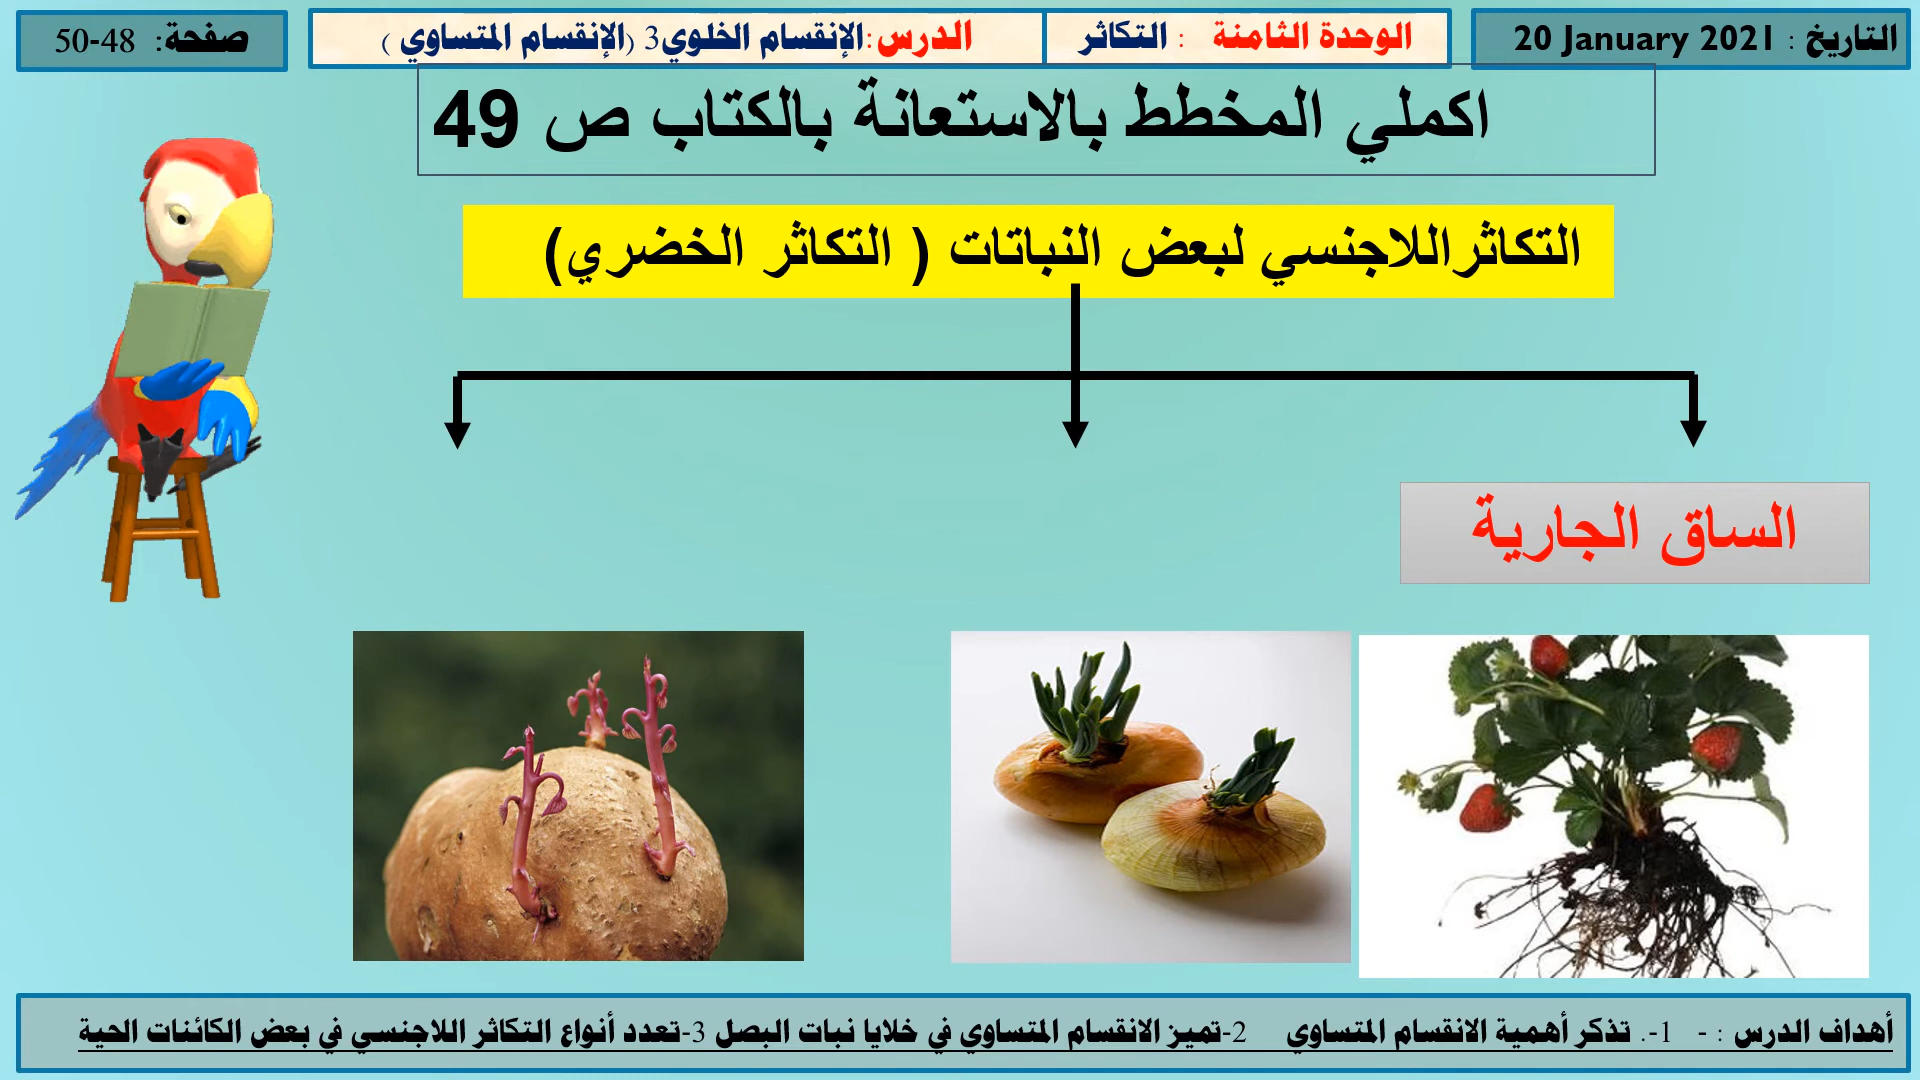 التاريخ : 20 January 2021
الوحدة الثامنة : التكاثر
الدرس :الإنقسام الخلوي3 (الإنقسام المتساوي )
صفحة: 48-50
اكملي المخطط بالاستعانة بالكتاب ص 49
التكاثراللاجنسي لبعض النباتات ( التكاثر الخضري)
الساق الجارية
أهداف الدرس : - 1-. تذكر أهمية الانقسام المتساوي 2-تميز الانقسام المتساوي في خلايا نبات البصل 3-تعدد أنواع التكاثر اللاجنسي في بعض الكائنات الحية